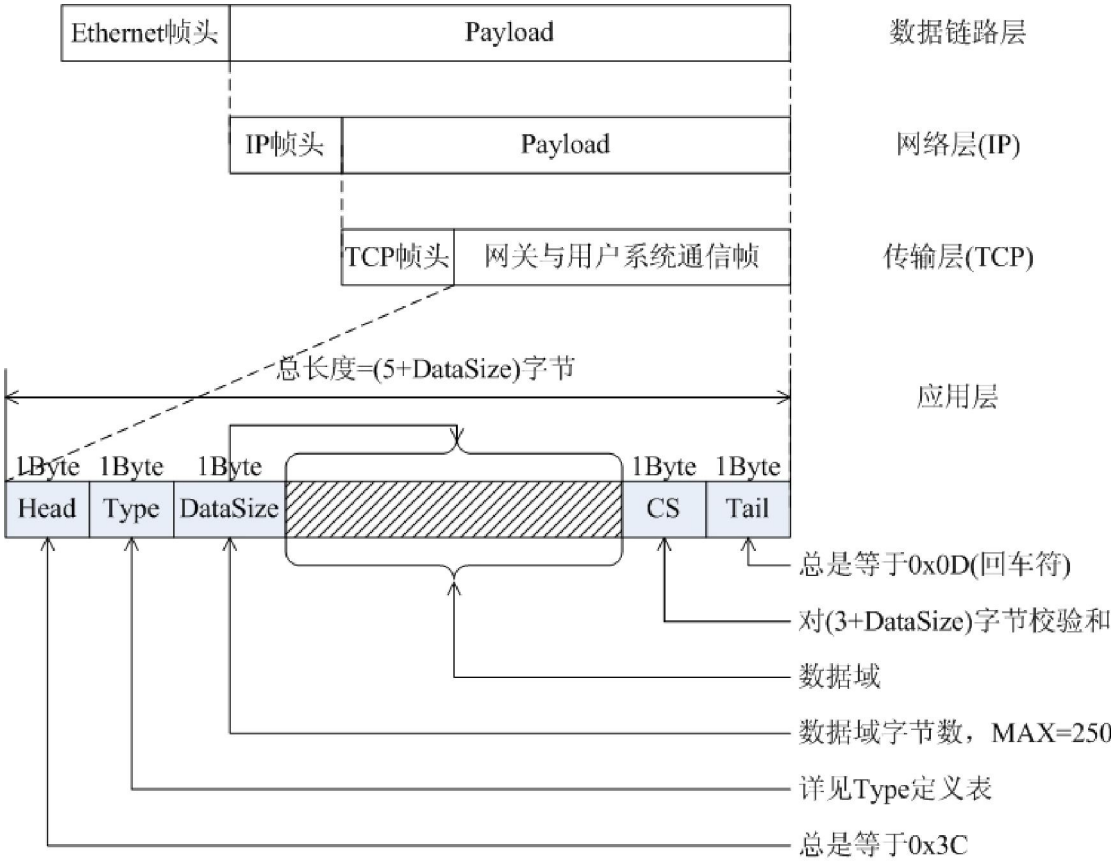 Ethernet帧头 Payload 数据链路层
IP帧头 Payload 网络层(IP)
TCP帧头 网关与用户系统通信帧 传输层(TCP)
总长度=(5+DataSize)字节
应用层
1Byte 1Byte 1Byte 1Byte 1Byte
Head Type DataSize CS Tail
总是等于0x0D(回车符)
对(3+DataSize)字节校验和
数据域
数据域字节数，MAX=250
详见Type定义表
总是等于0x3C